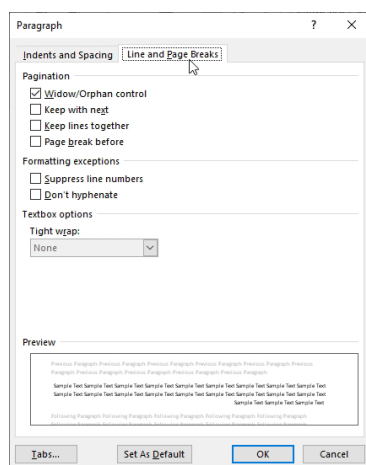 Paragraph ? ×
Indents and Spacing Line and Page Breaks
Pagination
Widow/Orphan control
Keep with next
Keep lines together
Page break before
Formatting exceptions
Suppress line numbers
Don't hyphenate
Textbox options
Tight wrap:
None
Preview
Previous Paragraph Previous Paragraph Previous Paragraph Previous Paragraph Previous Paragraph Previous
Paragraph Previous Paragraph Previous Paragraph Previous Paragraph Previous Paragraph
Sample Text Sample Text Sample Text Sample Text Sample Text Sample Text Sample Text Sample Text Sample Text
Sample Text Sample Text Sample Text Sample Text Sample Text Sample Text Sample Text Sample Text Sample Text
Sample Text Sample Text Sample Text
Following Paragraph Following Paragraph Following Paragraph Following Paragraph Following Paragraph
Tabs... Set As Default OK Cancel